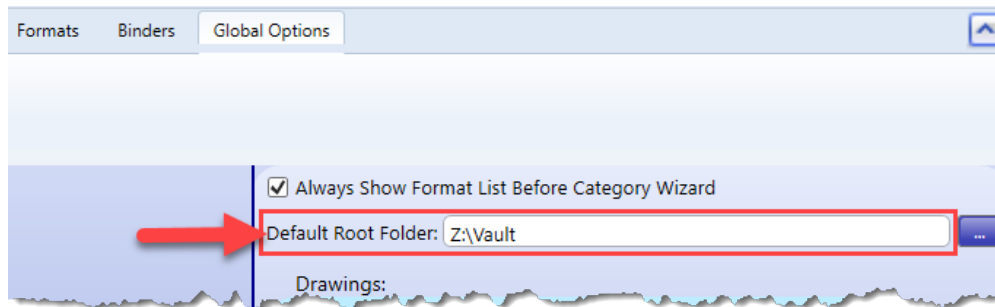 Formats Binders Global Options
Always Show Format List Before Category Wizard
Default Root Folder: Z:\Vault ...
Drawings: